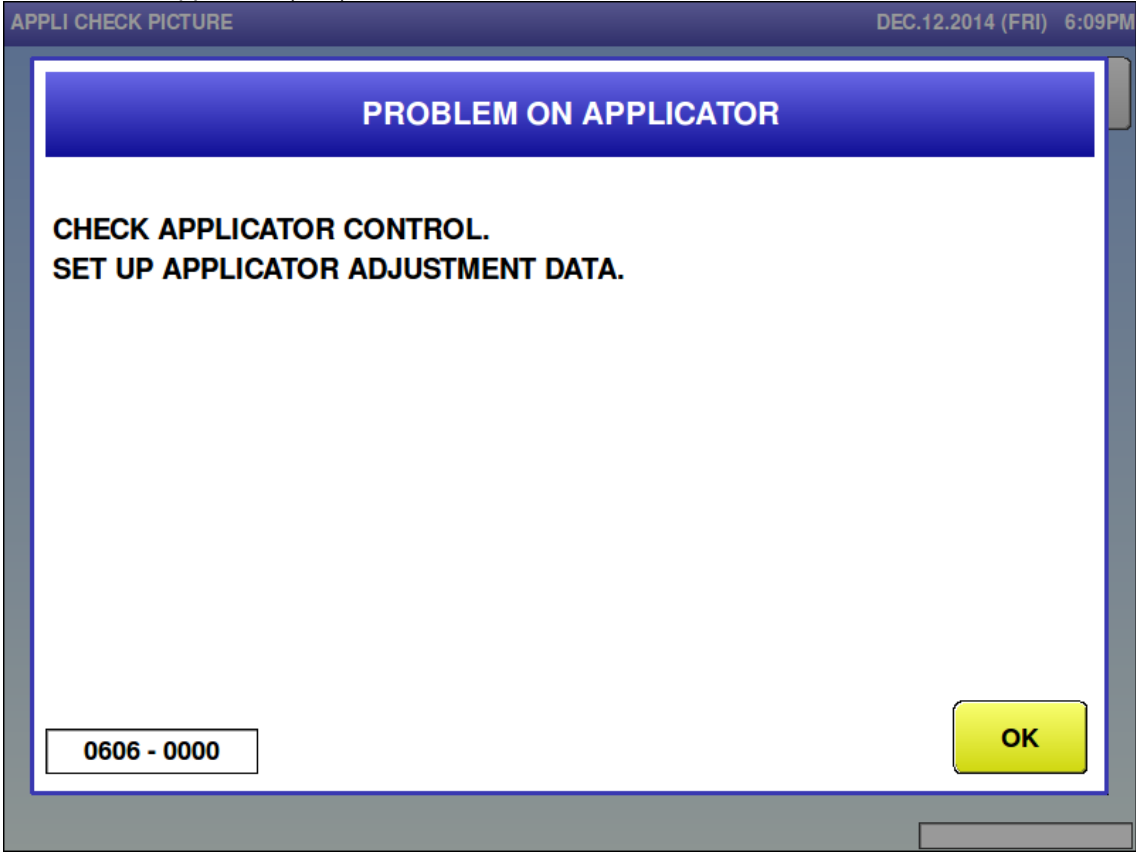 APPLI CHECK PICTURE
DEC.12.2014 (FRI) 6:09PM
PROBLEM ON APPLICATOR
CHECK APPLICATOR CONTROL.
SET UP APPLICATOR ADJUSTMENT DATA.
0606 - 0000
OK